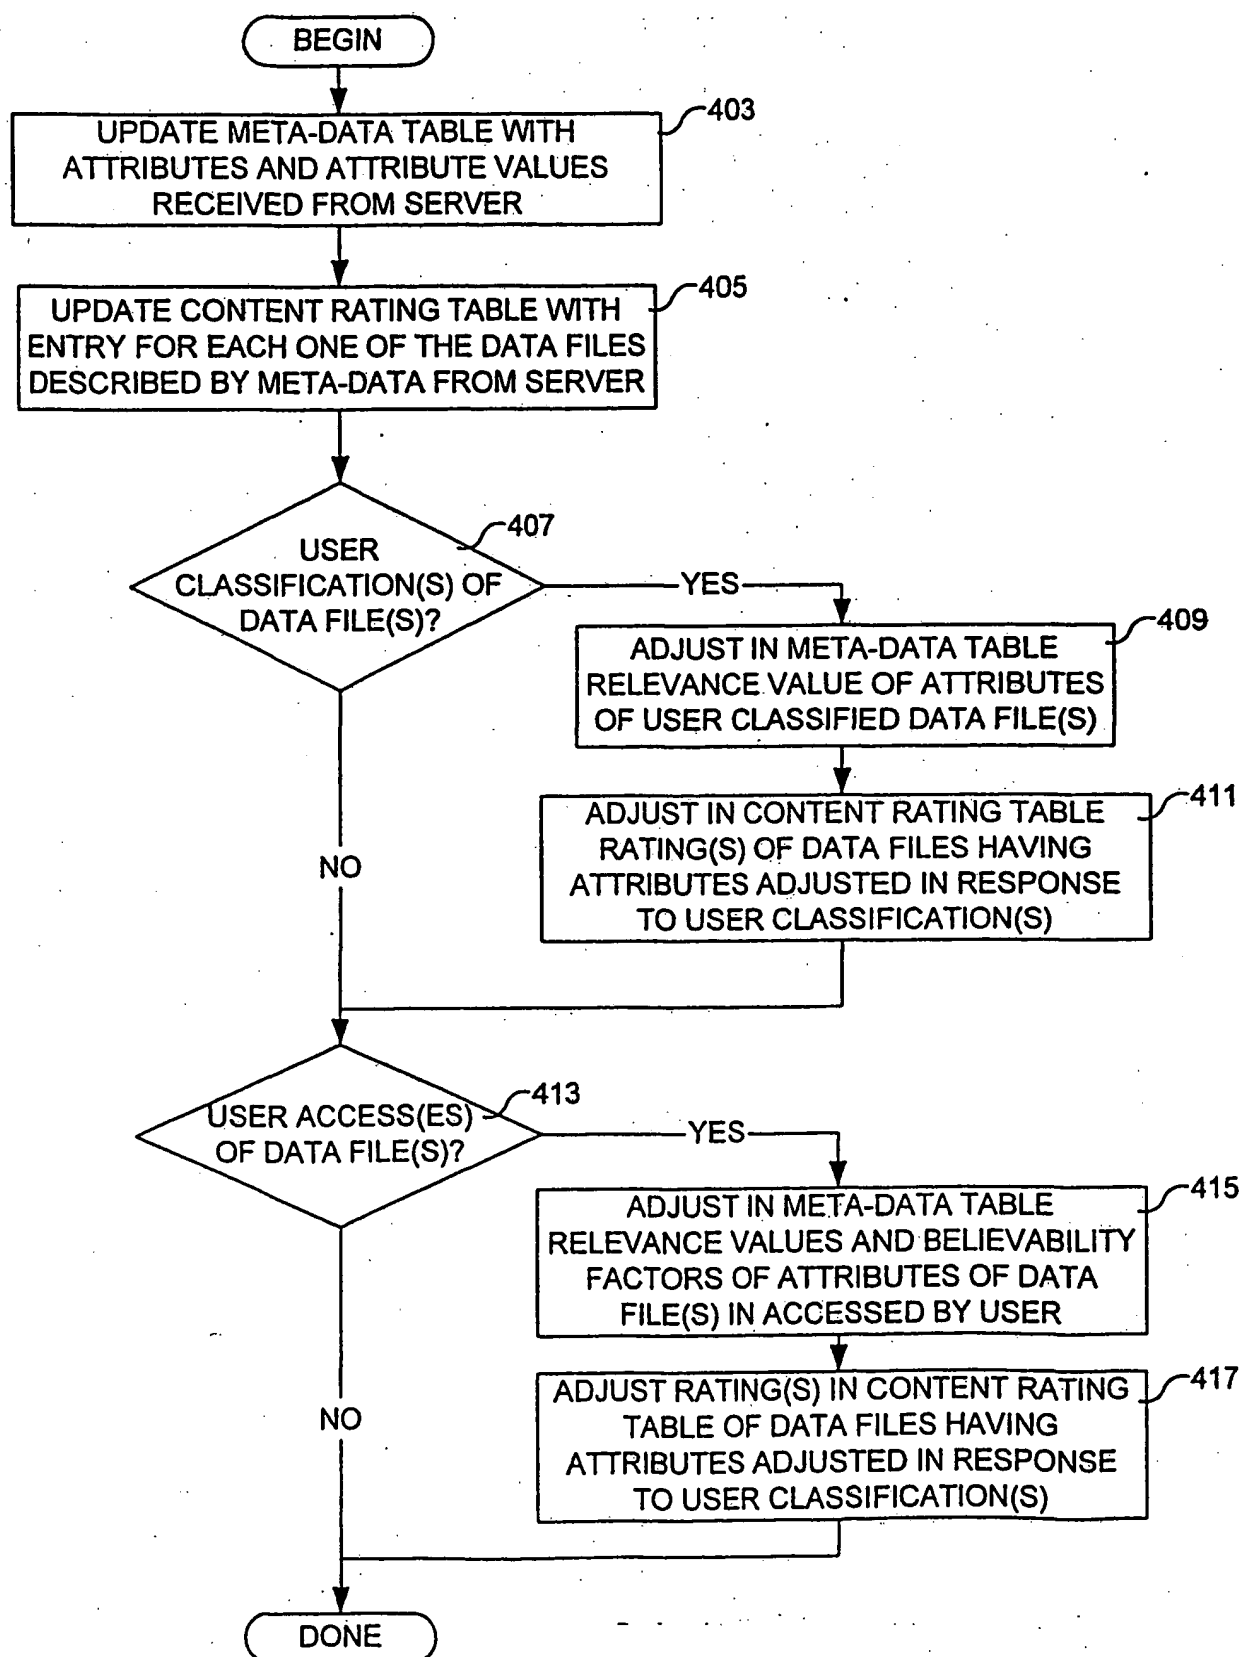 BEGIN
403
UPDATE META-DATA TABLE WITH
ATTRIBUTES AND ATTRIBUTE VALUES
RECEIVED FROM SERVER
405
UPDATE CONTENT RATING TABLE WITH
ENTRY FOR EACH ONE OF THE DATA FILES
DESCRIBED BY META-DATA FROM SERVER
407
USER
CLASSIFICATION(S) OF
DATA FILE(S)?
YES
409
ADJUST IN META-DATA TABLE
RELEVANCE VALUE OF ATTRIBUTES
OF USER CLASSIFIED DATA FILE(S)
411
ADJUST IN CONTENT RATING TABLE
RATING(S) OF DATA FILES HAVING
ATTRIBUTES ADJUSTED IN RESPONSE
TO USER CLASSIFICATION(S)
NO
413
USER ACCESS(ES)
OF DATA FILE(S)?
YES
415
ADJUST IN META-DATA TABLE
RELEVANCE VALUES AND BELIEVABILITY
FACTORS OF ATTRIBUTES OF DATA
FILE(S) IN ACCESSED BY USER
417
ADJUST RATING(S) IN CONTENT RATING
TABLE OF DATA FILES HAVING
ATTRIBUTES ADJUSTED IN RESPONSE
TO USER CLASSIFICATION(S)
NO
DONE